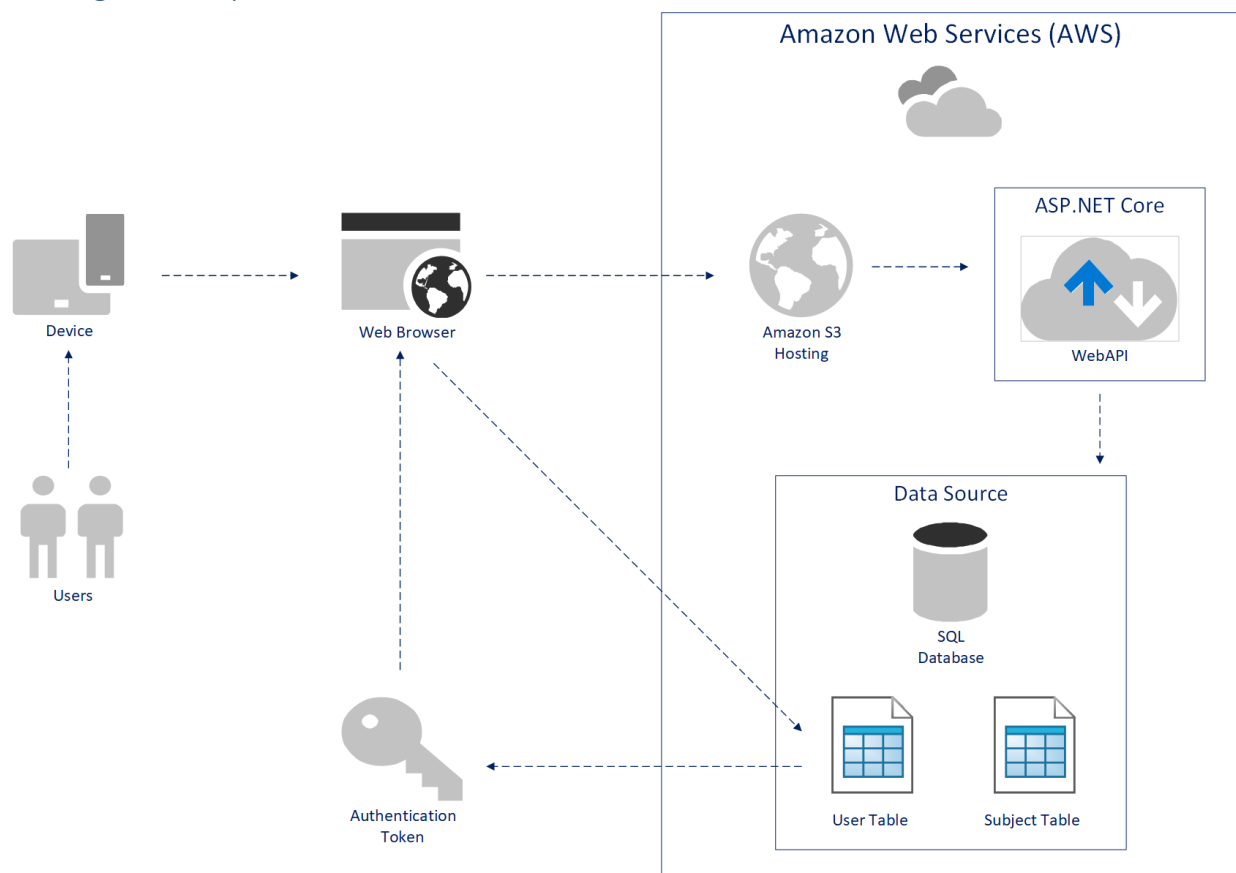 Amazon Web Services (AWS)
ASP.NET Core
Device
Web Browser
Amazon S3
Hosting
WebAPI
Data Source
Users
SQL
Database
Authentication
Token
User Table
Subject Table